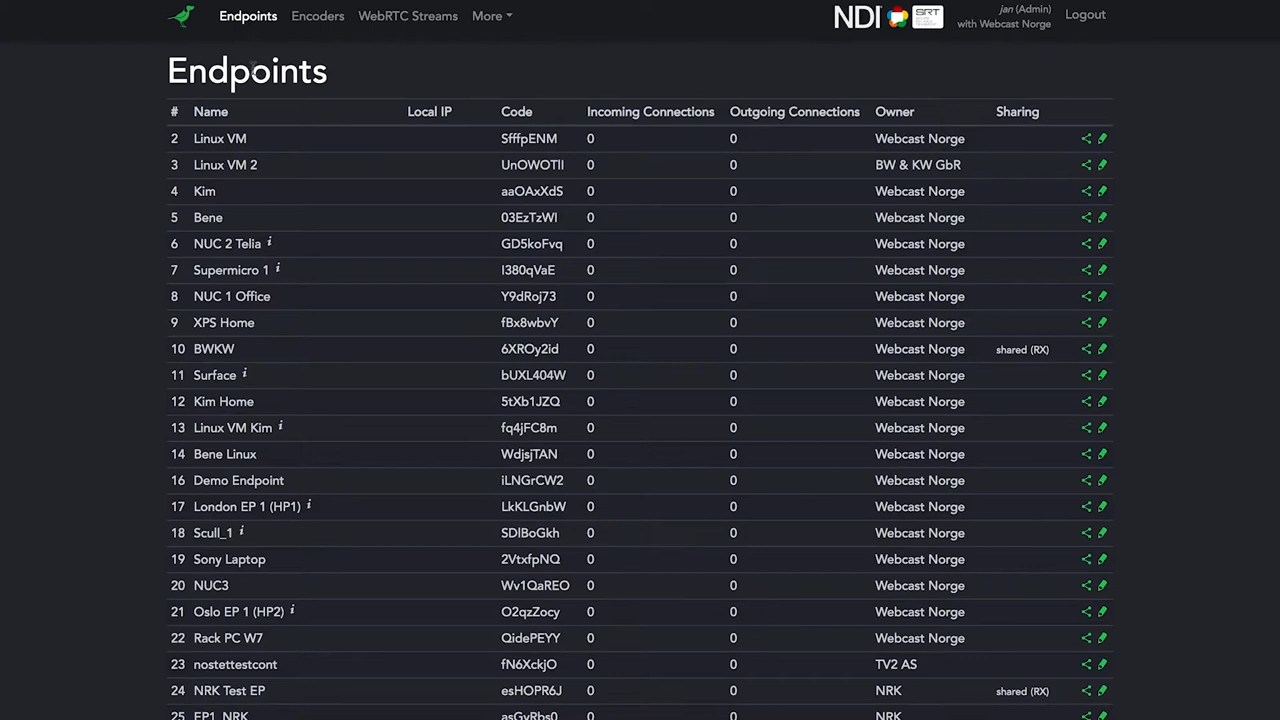 Endpoints Encoders WebRTC Streams More NDI SRT jan (Admin) Logout
with Webcast Norge
Endpoints
# Name Local IP Code Incoming Connections Outgoing Connections Owner Sharing
2 Linux VM SfffpENM 0 0 Webcast Norge
3 Linux VM 2 UnOWOTlI 0 0 BW & KW GbR
4 Kim aaOAxXdS 0 0 Webcast Norge
5 Bene 03EzTzWI 0 0 Webcast Norge
6 NUC 2 Telia i GD5koFvq 0 0 Webcast Norge
7 Supermicro 1 i I380qVaE 0 0 Webcast Norge
8 NUC 1 Office Y9dRoj73 0 0 Webcast Norge
9 XPS Home fBx8wbvY 0 0 Webcast Norge
10 BWKW 6XROy2id 0 0 Webcast Norge shared (RX)
11 Surface i bUXL404W 0 0 Webcast Norge
12 Kim Home 5tXb1JZQ 0 0 Webcast Norge
13 Linux VM Kim i fq4jFC8m 0 0 Webcast Norge
14 Bene Linux WdjsjTAN 0 0 Webcast Norge
16 Demo Endpoint iLNGrCW2 0 0 Webcast Norge
17 London EP 1 (HP1) i LkKLGnbW 0 0 Webcast Norge
18 Scull_1 i SDlBoGkh 0 0 Webcast Norge
19 Sony Laptop 2VtxfpNQ 0 0 Webcast Norge
20 NUC3 Wv1QaREO 0 0 Webcast Norge
21 Oslo EP 1 (HP2) i O2qzZocy 0 0 Webcast Norge
22 Rack PC W7 QidePEYY 0 0 Webcast Norge
23 nostettestcont fN6XckjO 0 0 TV2 AS
24 NRK Test EP esHOPR6J 0 0 NRK shared (RX)
25 EP1 NRK asGyRbs0 0 0 NRK